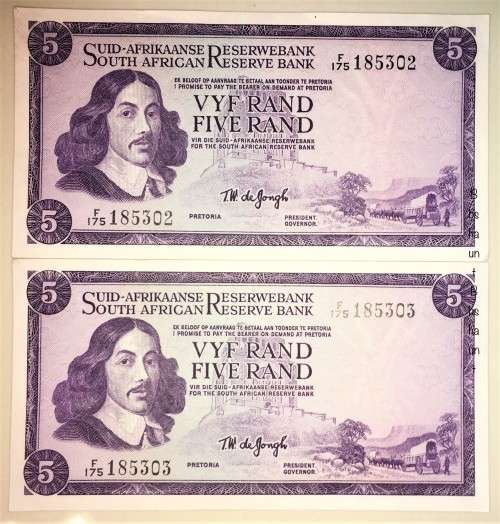 5
SUID-AFRIKAANSE RESERWEBANK
SOUTH AFRICAN RESERVE BANK
F/175 185302
5
EK BELOOF OP AANVRAAG TE BETAAL AAN TOONDER TE PRETORIA
I PROMISE TO PAY THE BEARER ON DEMAND AT PRETORIA
VYF RAND
FIVE RAND
VIR DIE SUID-AFRIKAANSE RESERWEBANK
FOR THE SOUTH AFRICAN RESERVE BANK
T.W. de Jongh
5
F/175 185302
PRETORIA
PRESIDENT.
GOVERNOR.
5
SUID-AFRIKAANSE RESERWEBANK
SOUTH AFRICAN RESERVE BANK
F/175 185303
5
EK BELOOF OP AANVRAAG TE BETAAL AAN TOONDER TE PRETORIA
I PROMISE TO PAY THE BEARER ON DEMAND AT PRETORIA
VYF RAND
FIVE RAND
VIR DIE SUID-AFRIKAANSE RESERWEBANK
FOR THE SOUTH AFRICAN RESERVE BANK
T.W. de Jongh
5
F/175 185303
PRETORIA
PRESIDENT.
GOVERNOR.